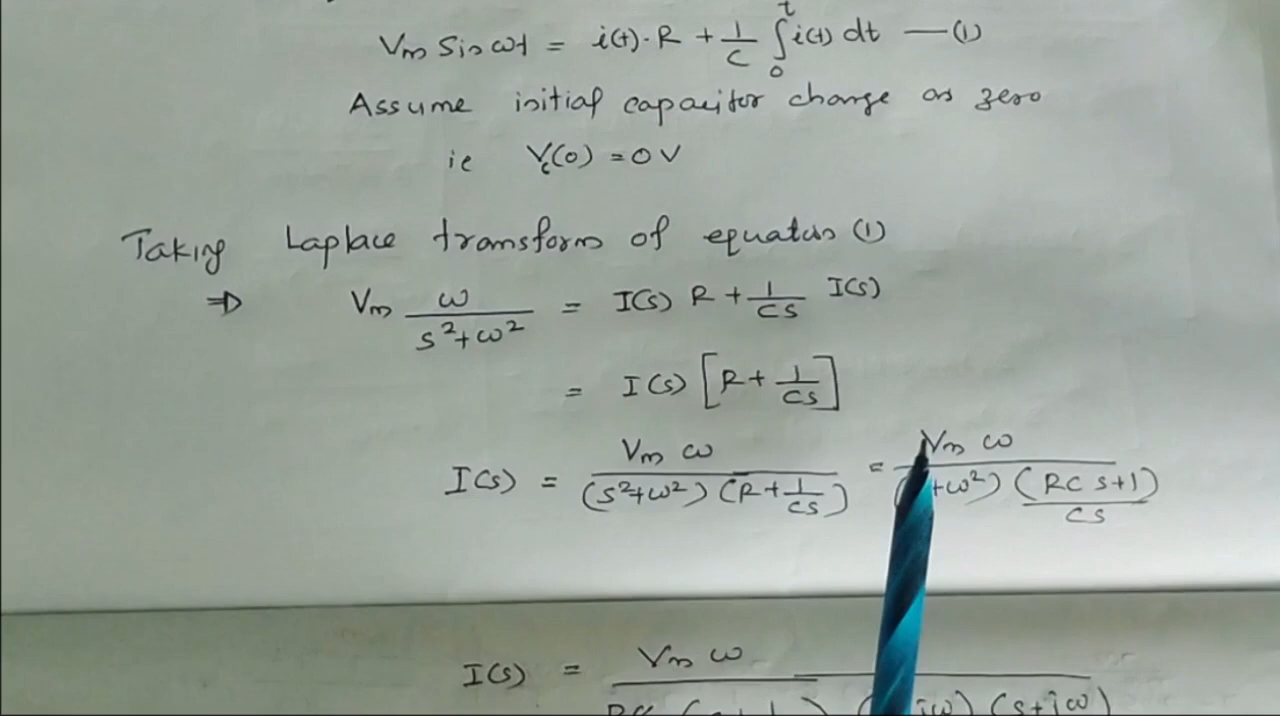 Vm Sin ωt = i(t)·R + 1/C ∫₀ᵗ i(t) dt — (1)
Assume initial capacitor charge as zero
ie Vc(0) = 0 V
Taking Laplace transform of equation (1)
⇒ Vm ω/(s²+ω²) = I(s) R + 1/(Cs) I(s)
= I(s) [R + 1/(Cs)]
I(s) = Vm ω / (s²+ω²) (R + 1/(Cs)) = Vm ω / ( +ω²) ((RC s+1)/(Cs))
I(s) = Vm ω / (s+jω)